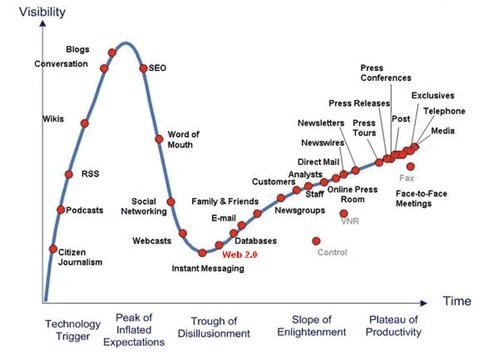 Visibility
Blogs
Conversation
SEO
Wikis
Word of
Mouth
RSS
Podcasts
Social
Networking
Citizen
Journalism
Webcasts
Instant Messaging
Web 2.0
Databases
E-mail
Family & Friends
Newsgroups
Customers
Staff
Analysts
Direct Mail
Online Press
Room
Newswires
Newsletters
Press
Tours
Press Releases
Press
Conferences
Post
Exclusives
Telephone
Media
Fax
Face-to-Face
Meetings
VNR
Control
Time
Technology
Trigger
Peak of
Inflated
Expectations
Trough of
Disillusionment
Slope of
Enlightenment
Plateau of
Productivity